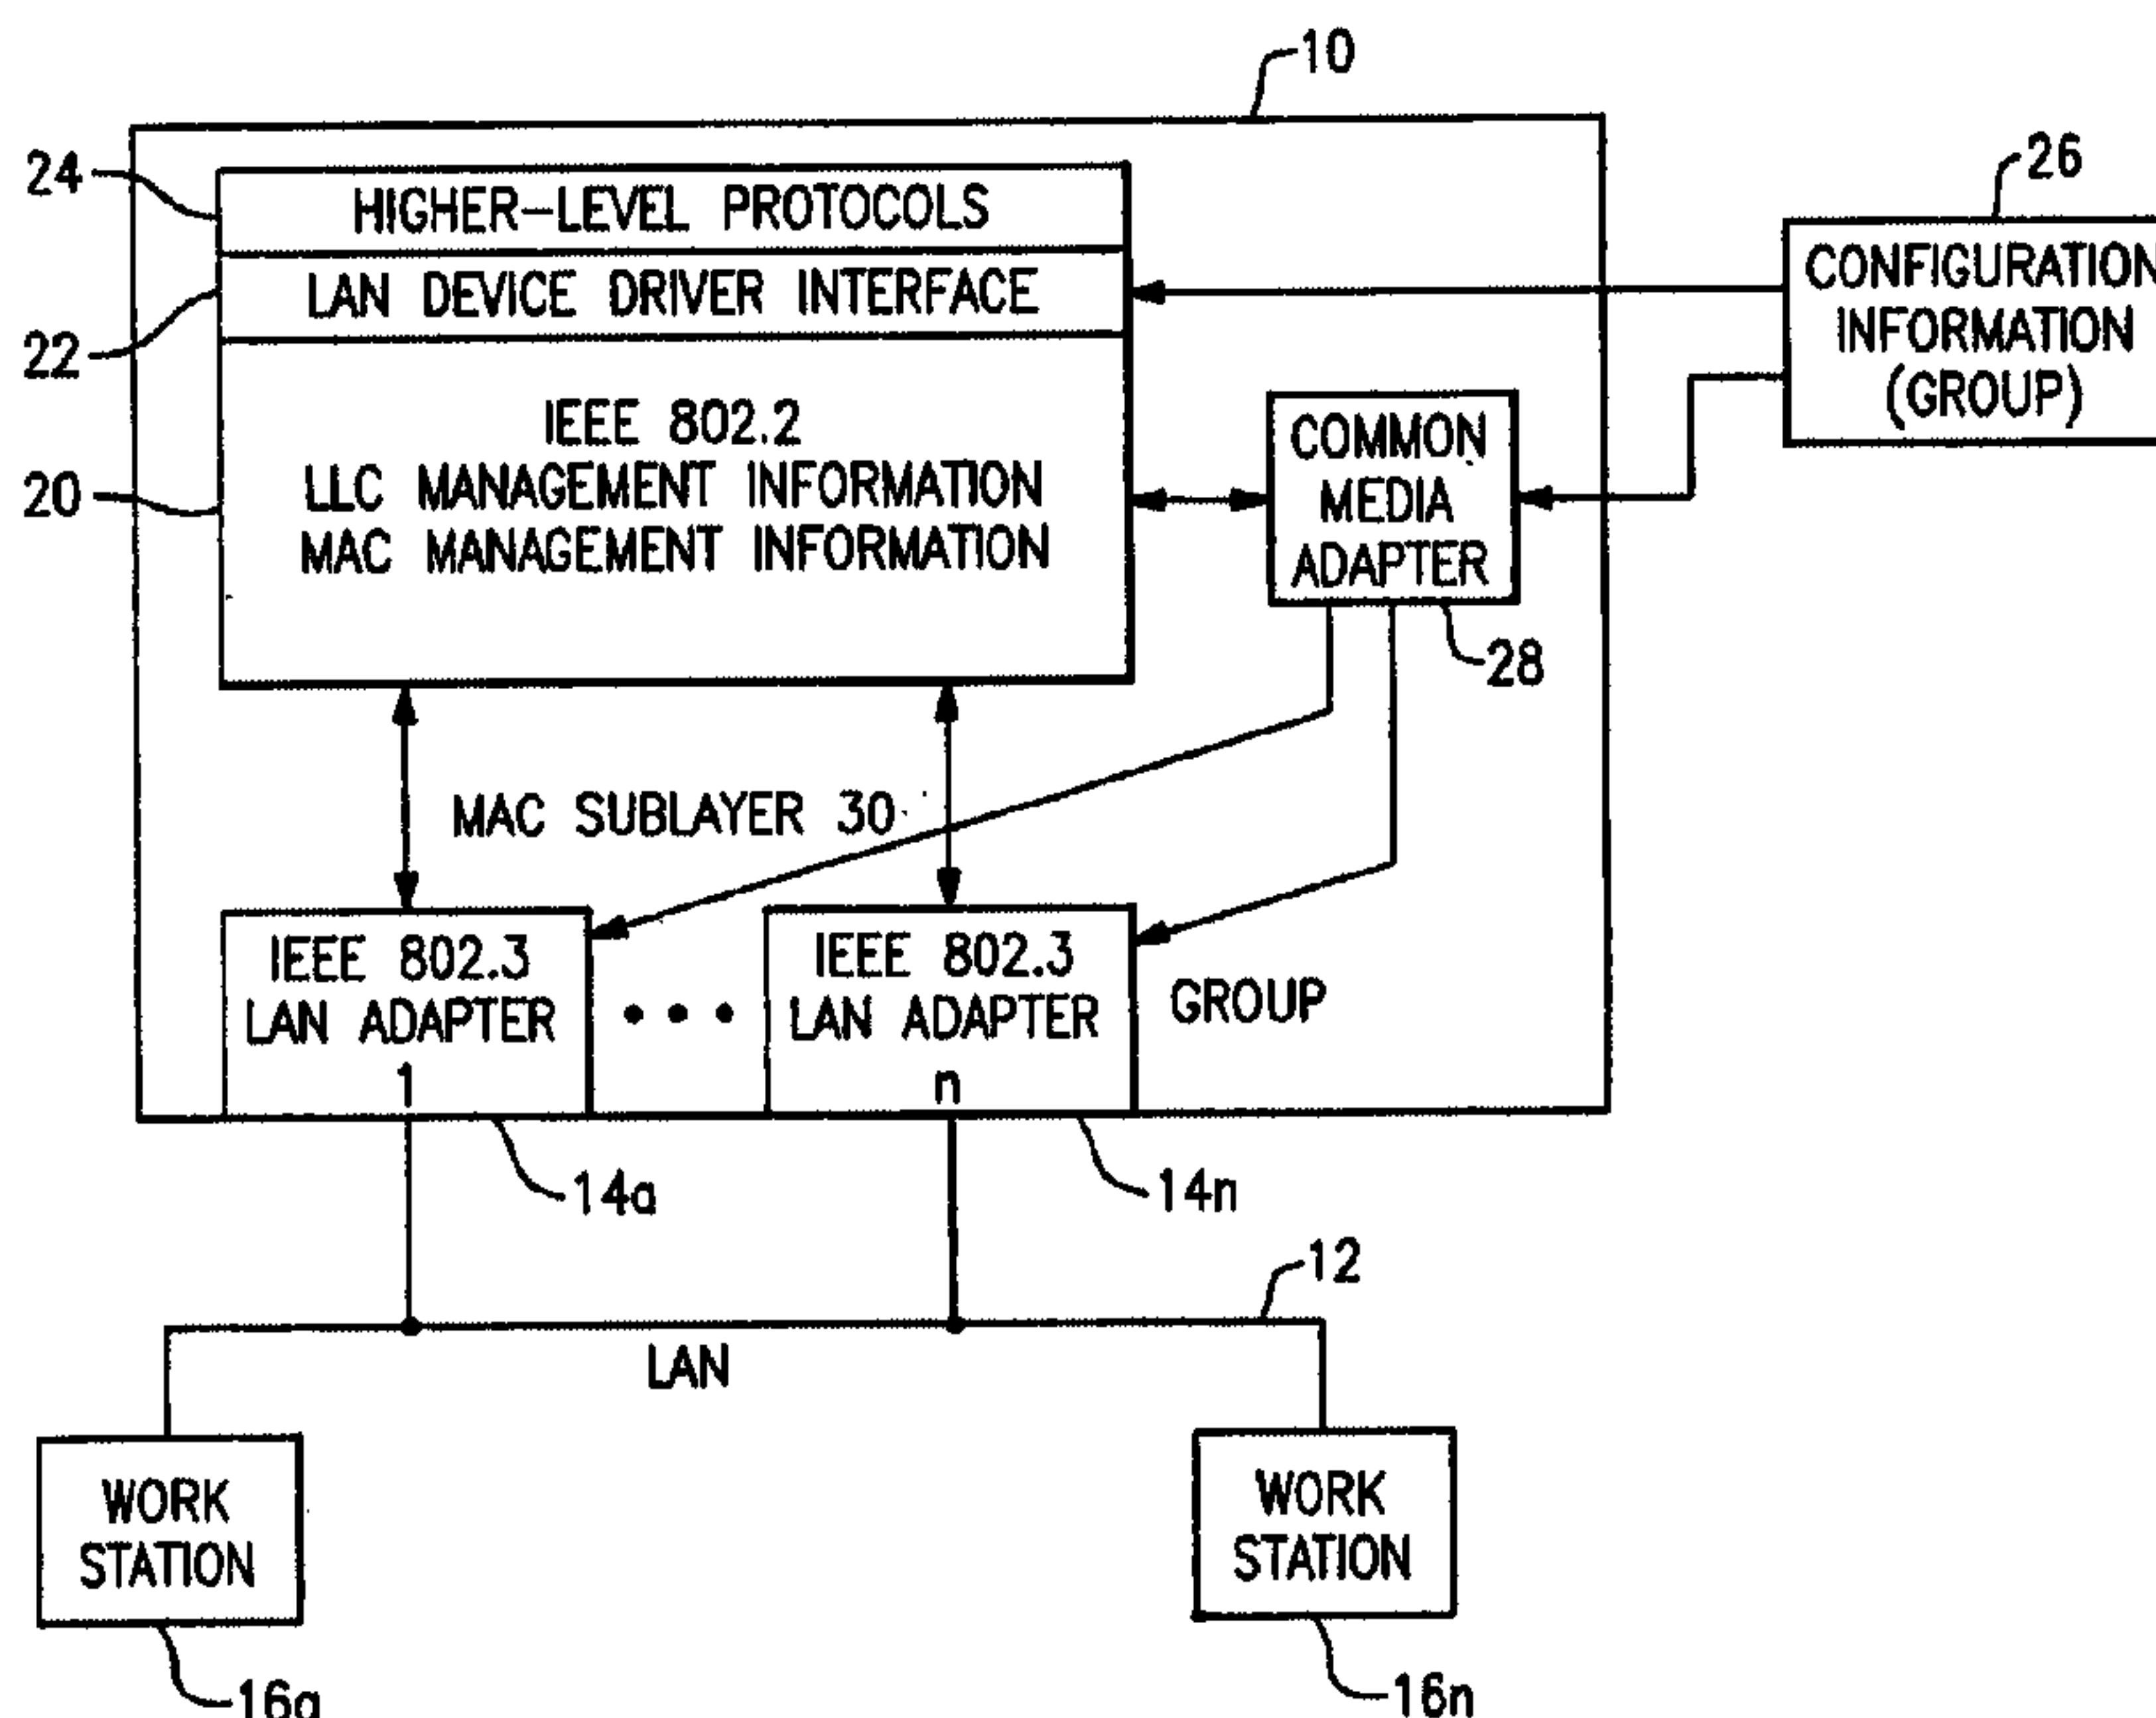 10
24
HIGHER-LEVEL PROTOCOLS
26
22
LAN DEVICE DRIVER INTERFACE
CONFIGURATION
INFORMATION
(GROUP)
20
IEEE 802.2
LLC MANAGEMENT INFORMATION
MAC MANAGEMENT INFORMATION
COMMON
MEDIA
ADAPTER
28
MAC SUBLAYER 30
IEEE 802.3
LAN ADAPTER
1
IEEE 802.3
LAN ADAPTER
n
GROUP
14a
14n
12
LAN
WORK
STATION
WORK
STATION
16a
16n